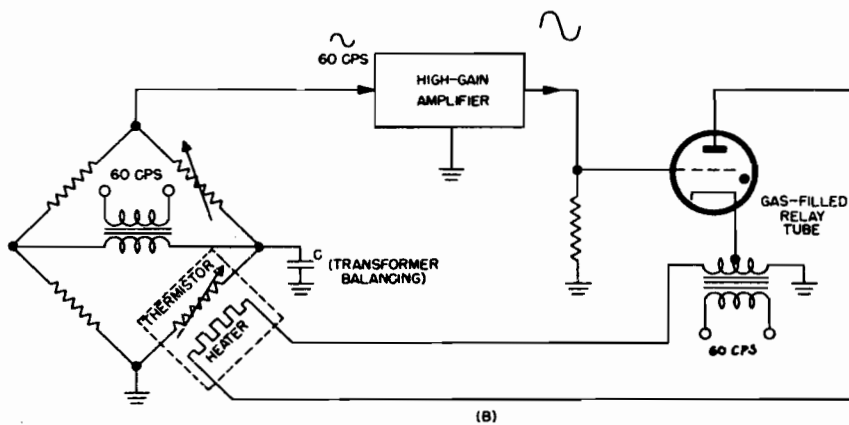 60 CPS
HIGH-GAIN
AMPLIFIER
60 CPS
GAS-FILLED
RELAY
TUBE
C
(TRANSFORMER
BALANCING)
THERMISTOR
HEATER
60 CPS
(B)